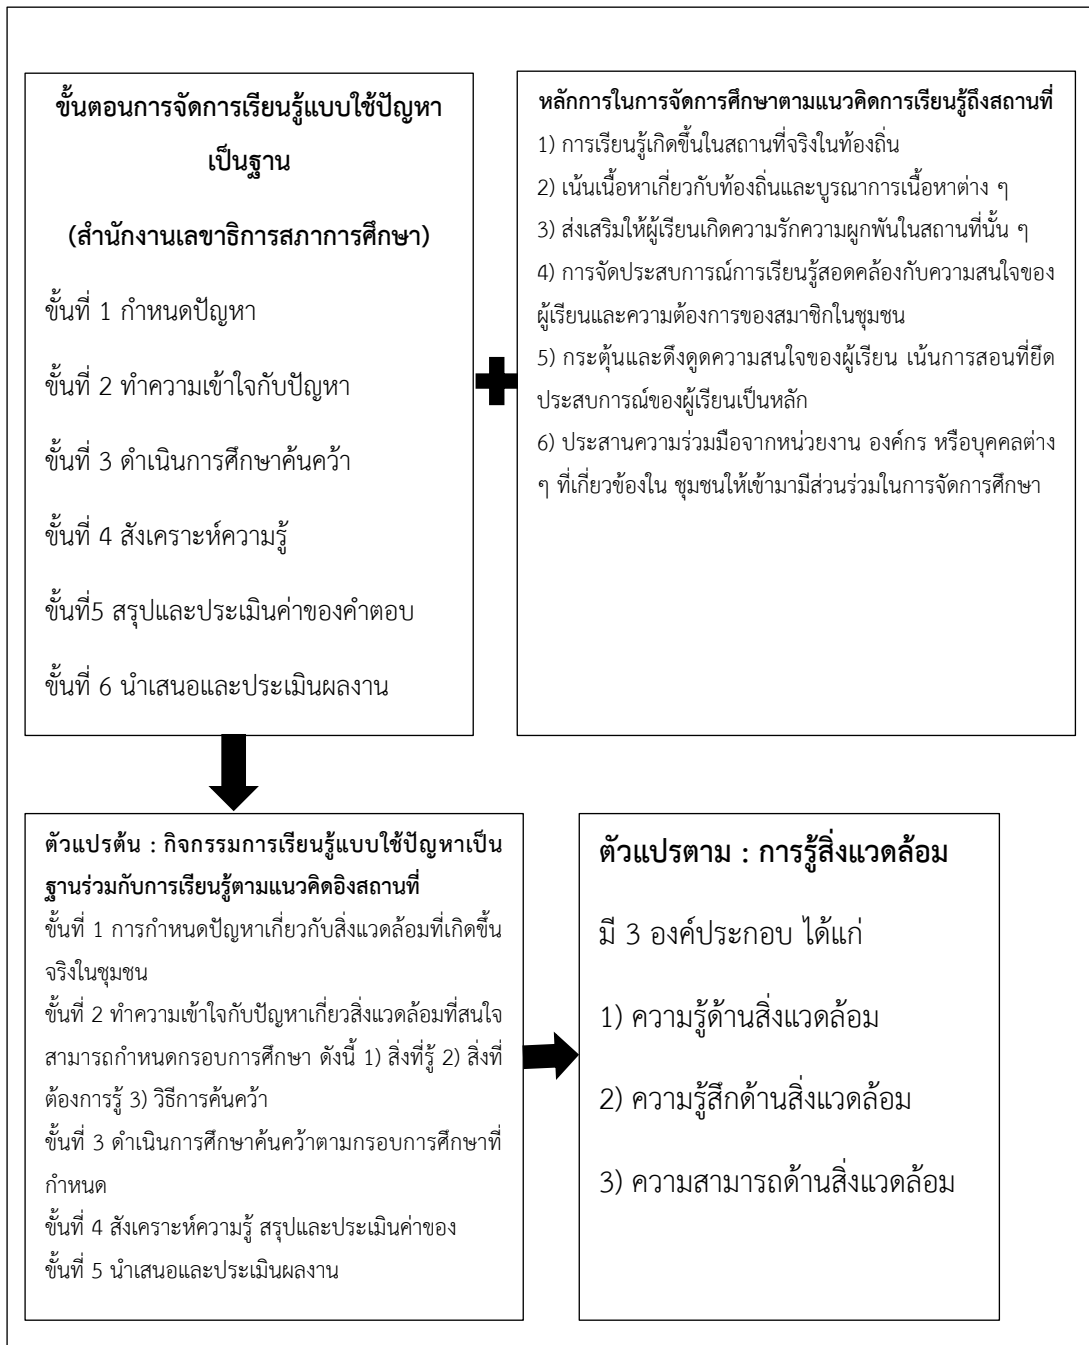 ขั้นตอนการจัดการเรียนรู้แบบใช้ปัญหา
เป็นฐาน
(สำนักงานเลขาธิการสภาการศึกษา)
ขั้นที่ 1 กำหนดปัญหา
ขั้นที่ 2 ทำความเข้าใจกับปัญหา
ขั้นที่ 3 ดำเนินการศึกษาค้นคว้า
ขั้นที่ 4 สังเคราะห์ความรู้
ขั้นที่5 สรุปและประเมินค่าของคำตอบ
ขั้นที่ 6 นำเสนอและประเมินผลงาน
หลักการในการจัดการศึกษาตามแนวคิดการเรียนรู้ถึงสถานที่
1) การเรียนรู้เกิดขึ้นในสถานที่จริงในท้องถิ่น
2) เน้นเนื้อหาเกี่ยวกับท้องถิ่นและบูรณาการเนื้อหาต่าง ๆ
3) ส่งเสริมให้ผู้เรียนเกิดความรักความผูกพันในสถานที่นั้น ๆ
4) การจัดประสบการณ์การเรียนรู้สอดคล้องกับความสนใจของ
ผู้เรียนและความต้องการของสมาชิกในชุมชน
5) กระตุ้นและดึงดูดความสนใจของผู้เรียน เน้นการสอนที่ยึด
ประสบการณ์ของผู้เรียนเป็นหลัก
6) ประสานความร่วมมือจากหน่วยงาน องค์กร หรือบุคคลต่าง
ๆ ที่เกี่ยวข้องใน ชุมชนให้เข้ามามีส่วนร่วมในการจัดการศึกษา
ตัวแปรต้น : กิจกรรมการเรียนรู้แบบใช้ปัญหาเป็น
ฐานร่วมกับการเรียนรู้ตามแนวคิดอิงสถานที่
ขั้นที่ 1 การกำหนดปัญหาเกี่ยวกับสิ่งแวดล้อมที่เกิดขึ้น
จริงในชุมชน
ขั้นที่ 2 ทำความเข้าใจกับปัญหาเกี่ยวสิ่งแวดล้อมที่สนใจ
สามารถกำหนดกรอบการศึกษา ดังนี้ 1) สิ่งที่รู้ 2) สิ่งที่
ต้องการรู้ 3) วิธีการค้นคว้า
ขั้นที่ 3 ดำเนินการศึกษาค้นคว้าตามกรอบการศึกษาที่
กำหนด
ขั้นที่ 4 สังเคราะห์ความรู้ สรุปและประเมินค่าของ
ขั้นที่ 5 นำเสนอและประเมินผลงาน
ตัวแปรตาม : การรู้สิ่งแวดล้อม
มี 3 องค์ประกอบ ได้แก่
1) ความรู้ด้านสิ่งแวดล้อม
2) ความรู้สึกด้านสิ่งแวดล้อม
3) ความสามารถด้านสิ่งแวดล้อม